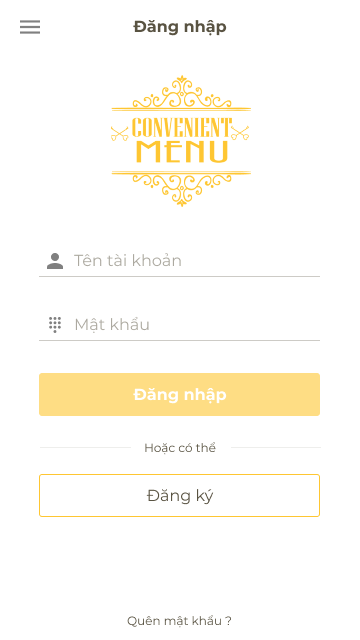 Đăng nhập
CONVENIENT
MENU
Tên tài khoản
Mật khẩu
Đăng nhập
Hoặc có thể
Đăng ký
Quên mật khẩu ?